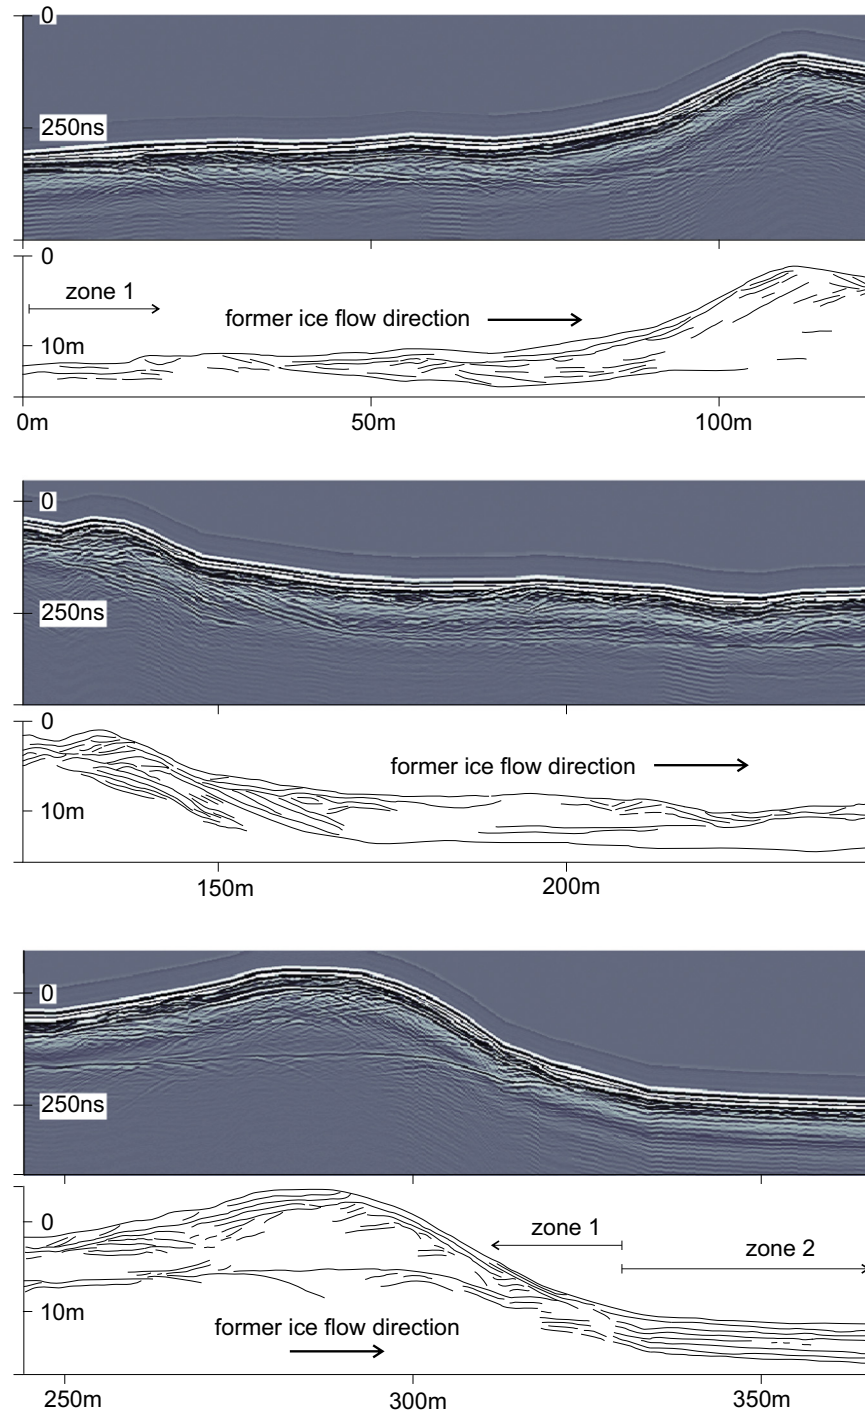 0
250ns
0
zone 1
former ice flow direction
10m
0m 50m 100m
0
250ns
0
former ice flow direction
10m
150m 200m
0
250ns
0
zone 1
zone 2
10m
former ice flow direction
250m 300m 350m